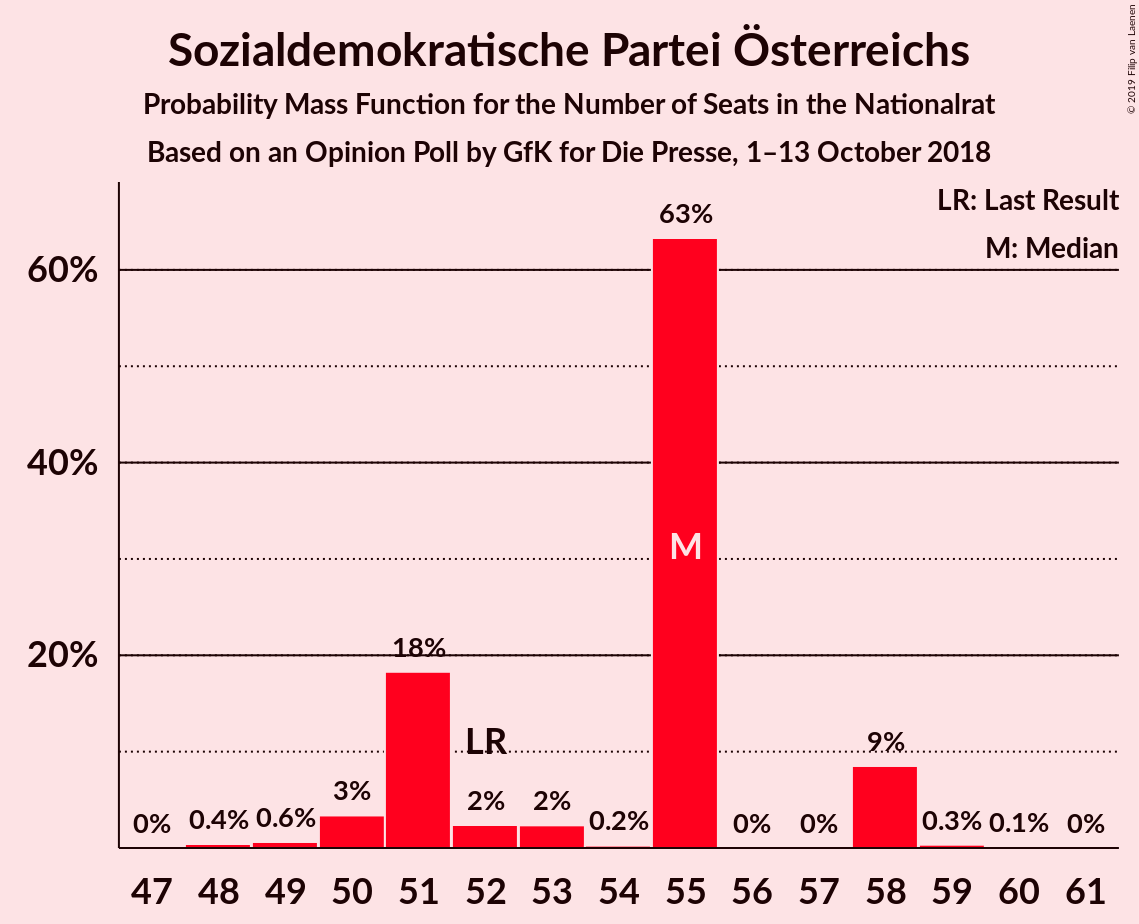 Sozialdemokratische Partei Österreichs
Probability Mass Function for the Number of Seats in the Nationalrat
Based on an Opinion Poll by GfK for Die Presse, 1–13 October 2018
© 2019 Filip van Laenen
LR: Last Result
M: Median
63%
60%
40%
M
20%
18%
LR
9%
3%
2%
2%
0%
0.4%
0.6%
0.2%
0%
0%
0.3%
0.1%
0%
47 48 49 50 51 52 53 54 55 56 57 58 59 60 61